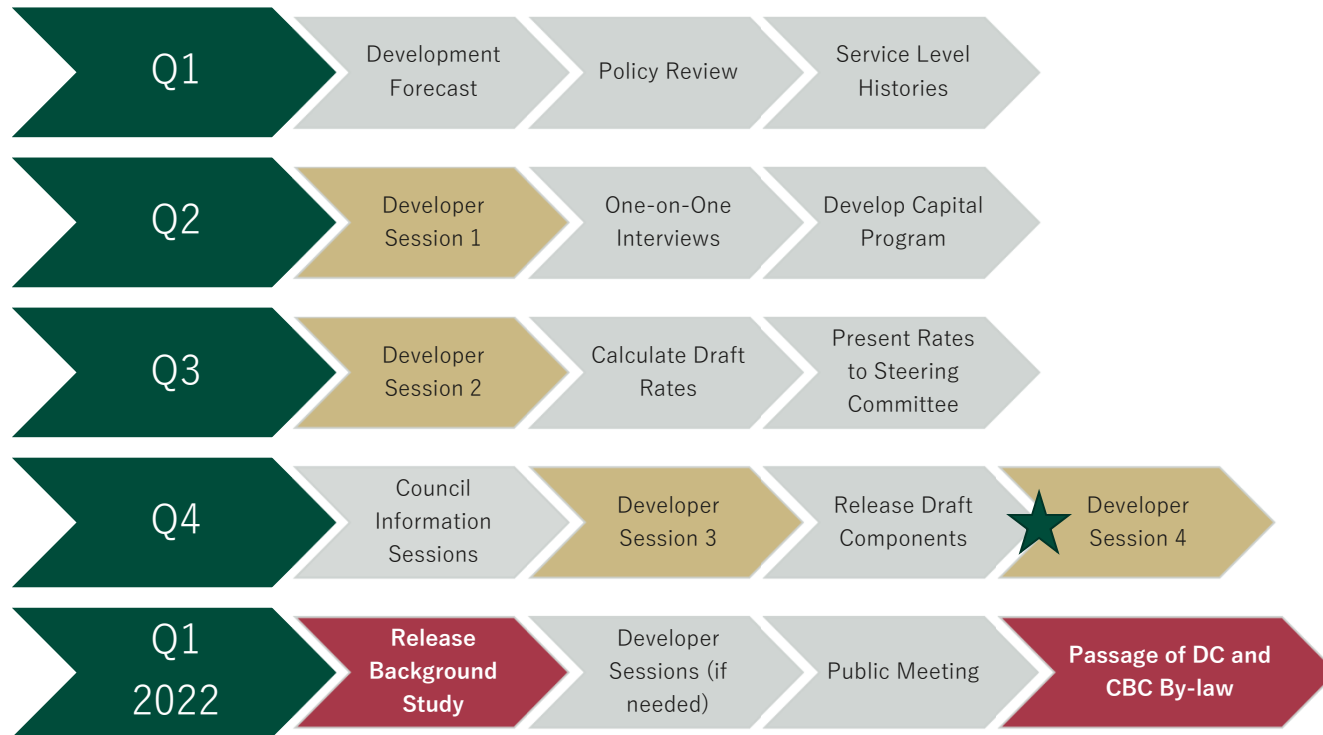 Q1
Development
Forecast
Policy Review
Service Level
Histories
Q2
Developer
Session 1
One-on-One
Interviews
Develop Capital
Program
Q3
Developer
Session 2
Calculate Draft
Rates
Present Rates
to Steering
Committee
Q4
Council
Information
Sessions
Developer
Session 3
Release Draft
Components
Developer
Session 4
Q1
2022
Release
Background
Study
Developer
Sessions (if
needed)
Public Meeting
Passage of DC and
CBC By-law